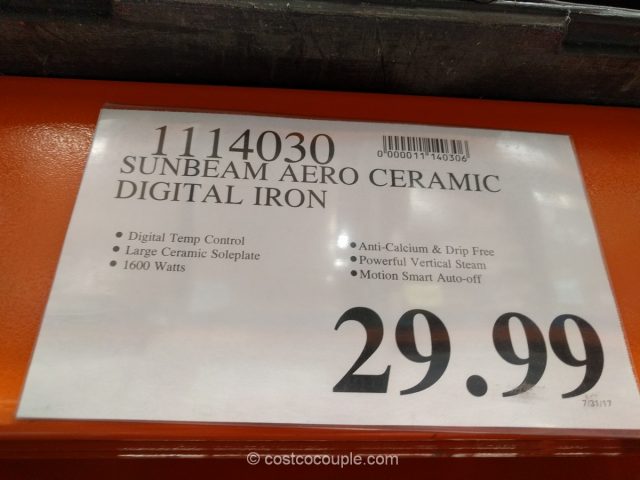 1114030
0"000011"140306"
SUNBEAM AERO CERAMIC
DIGITAL IRON
• Digital Temp Control
• Large Ceramic Soleplate
• 1600 Watts
• Anti-Calcium & Drip Free
• Powerful Vertical Steam
• Motion Smart Auto-off
29.99
7/31/17
© costcocouple.com